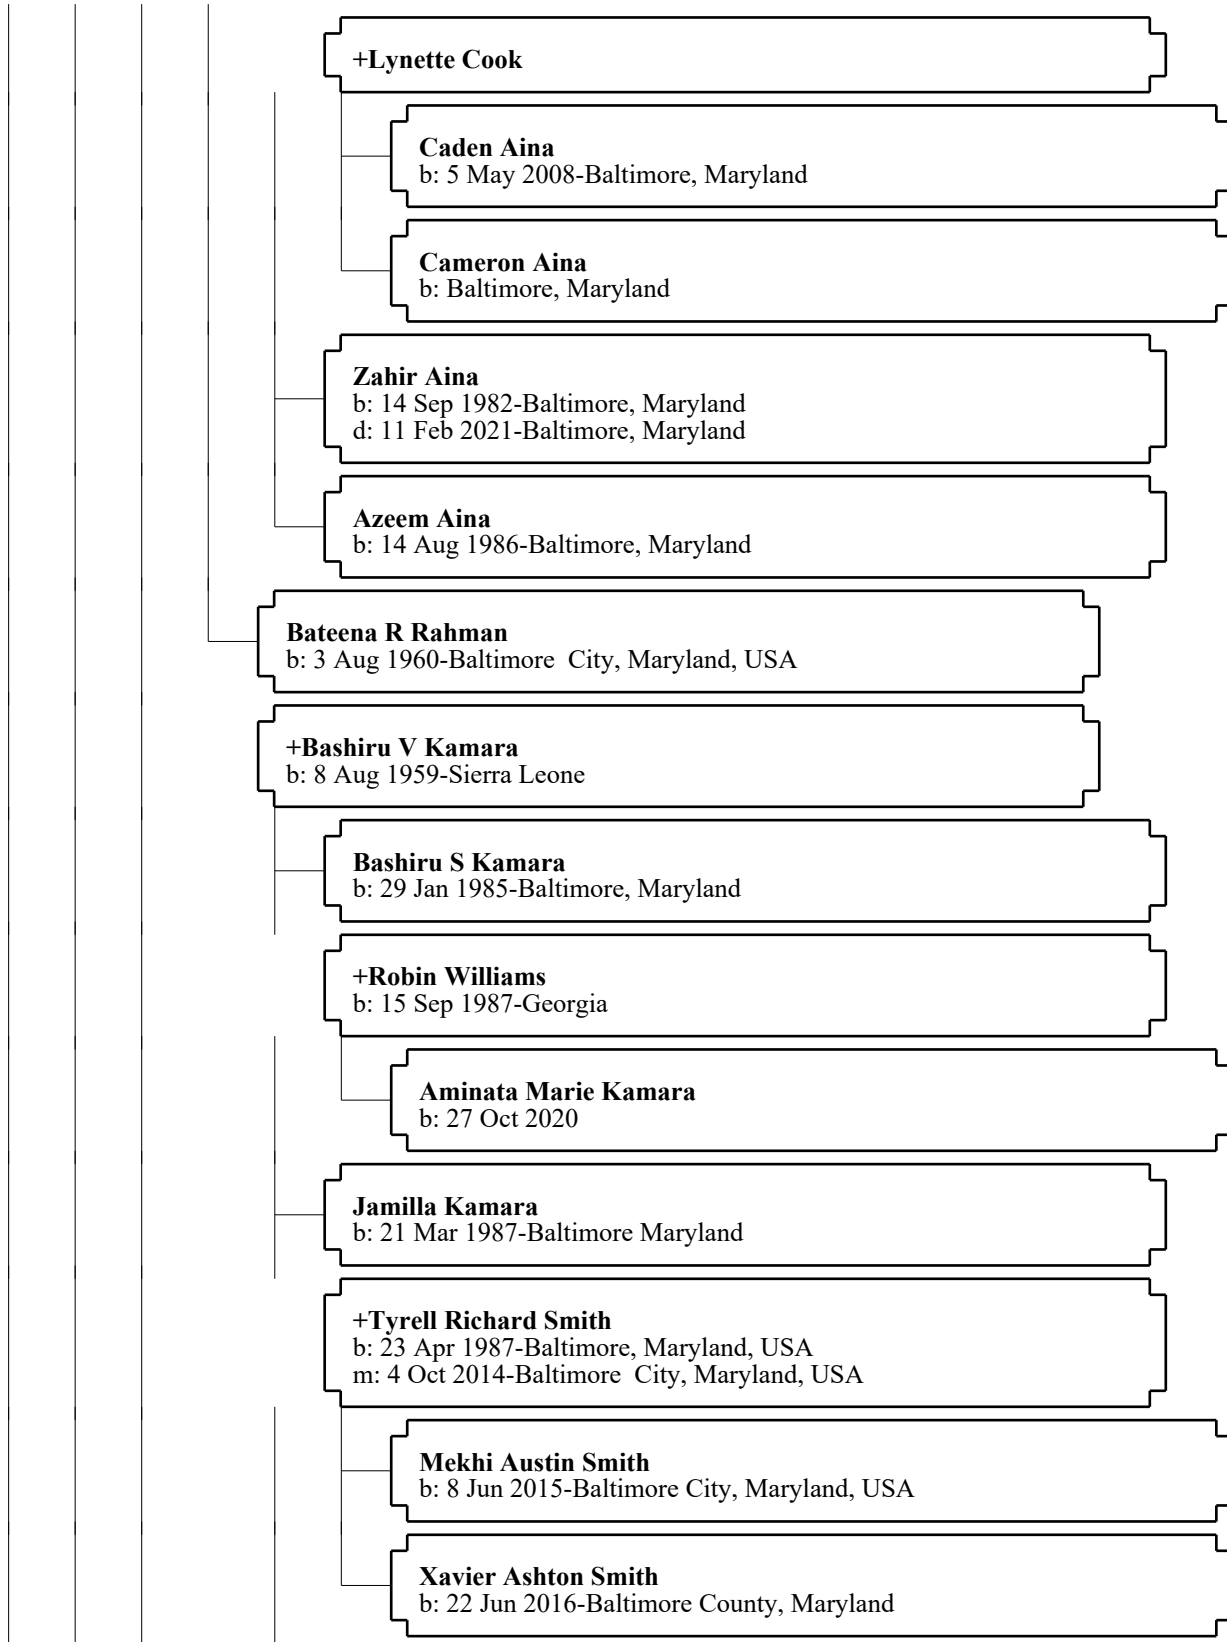 +Lynette Cook
Caden Aina
b: 5 May 2008-Baltimore, Maryland
Cameron Aina
b: Baltimore, Maryland
Zahir Aina
b: 14 Sep 1982-Baltimore, Maryland
d: 11 Feb 2021-Baltimore, Maryland
Azeem Aina
b: 14 Aug 1986-Baltimore, Maryland
Bateena R Rahman
b: 3 Aug 1960-Baltimore  City, Maryland, USA
+Bashiru V Kamara
b: 8 Aug 1959-Sierra Leone
Bashiru S Kamara
b: 29 Jan 1985-Baltimore, Maryland
+Robin Williams
b: 15 Sep 1987-Georgia
Aminata Marie Kamara
b: 27 Oct 2020
Jamilla Kamara
b: 21 Mar 1987-Baltimore Maryland
+Tyrell Richard Smith
b: 23 Apr 1987-Baltimore, Maryland, USA
m: 4 Oct 2014-Baltimore  City, Maryland, USA
Mekhi Austin Smith
b: 8 Jun 2015-Baltimore City, Maryland, USA
Xavier Ashton Smith
b: 22 Jun 2016-Baltimore County, Maryland